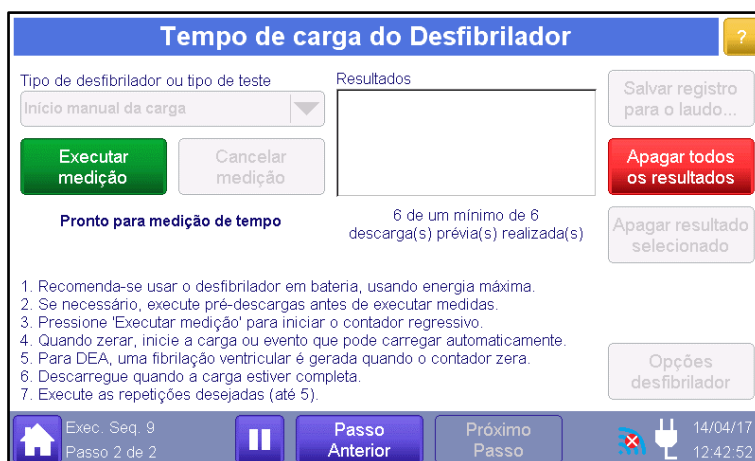 Tempo de carga do Desfibrilador
?
Tipo de desfibrilador ou tipo de teste
Início manual da carga
Resultados
Salvar registro
para o laudo...
Executar
medição
Cancelar
medição
Apagar todos
os resultados
Pronto para medição de tempo
6 de um mínimo de 6
descarga(s) prévia(s) realizada(s)
Apagar resultado
selecionado
1. Recomenda-se usar o desfibrilador em bateria, usando energia máxima.
2. Se necessário, execute pré-descargas antes de executar medidas.
3. Pressione 'Executar medição' para iniciar o contador regressivo.
4. Quando zerar, inicie a carga ou evento que pode carregar automaticamente.
5. Para DEA, uma fibrilação ventricular é gerada quando o contador zera.
6. Descarregue quando a carga estiver completa.
7. Execute as repetições desejadas (até 5).
Opções
desfibrilador
Exec. Seq. 9
Passo 2 de 2
Passo
Anterior
Próximo
Passo
14/04/17
12:42:52